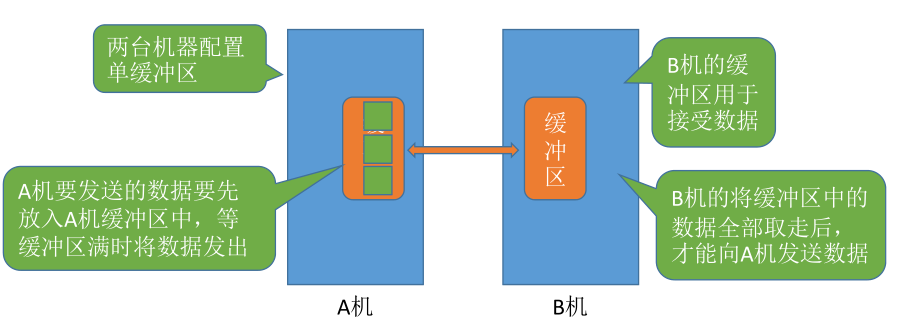 两台机器配置
单缓冲区
A机要发送的数据要先
放入A机缓冲区中，等
缓冲区满时将数据发出
缓
冲
区
B机的缓
冲区用于
接受数据
B机的将缓冲区中的
数据全部取走后，
才能向A机发送数据
A机
B机